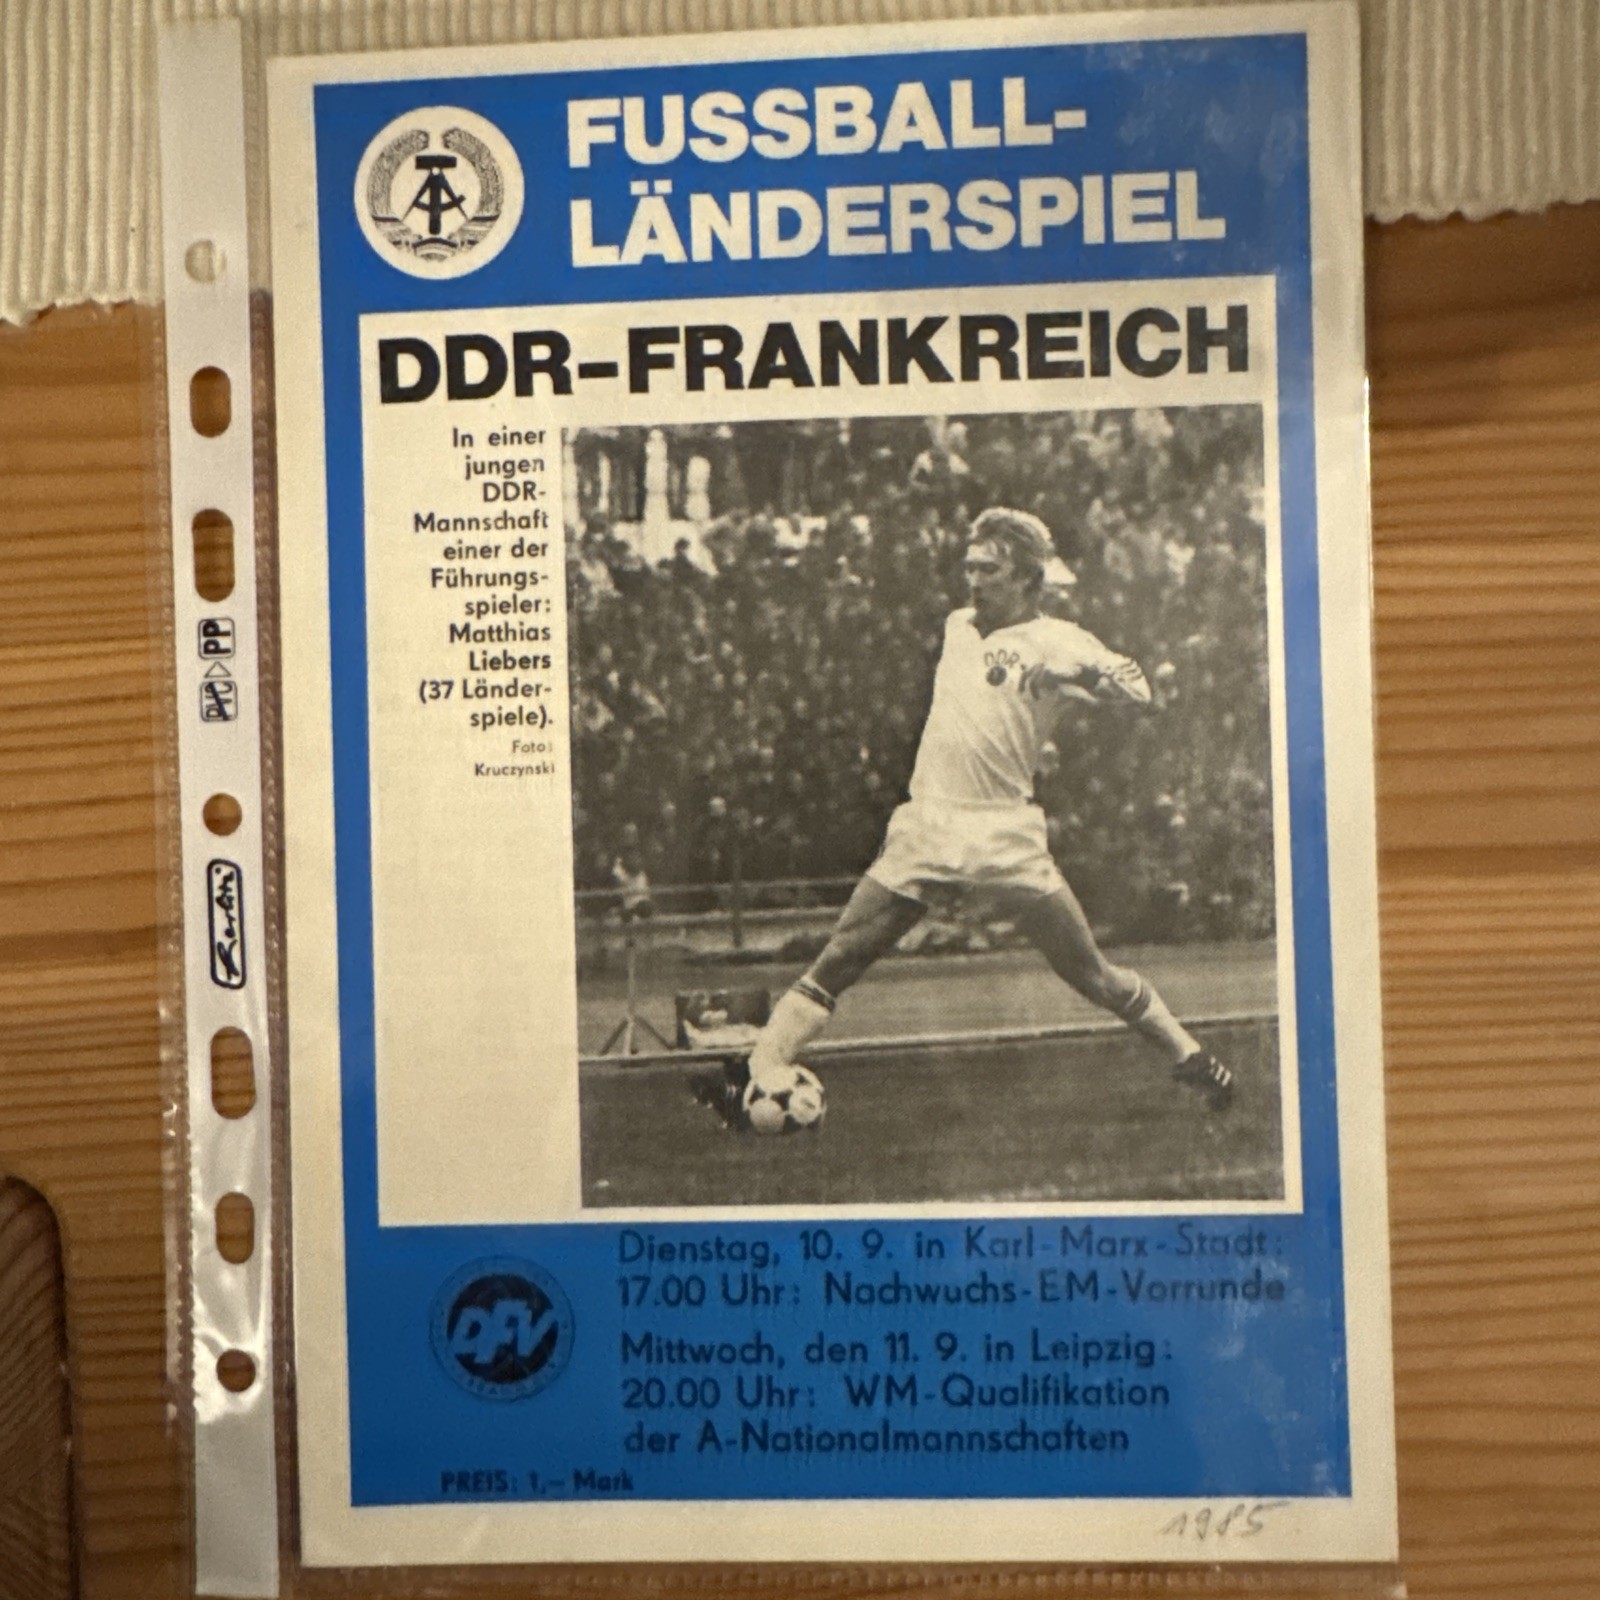 FUSSBALL-
LÄNDERSPIEL
DDR-FRANKREICH
In einer
jungen
DDR-
Mannschaft
einer der
Führungs-
spieler:
Matthias
Liebers
(37 Länder-
spiele).
Foto:
Kruczynski
DDR
Dienstag, 10. 9. in Karl-Marx-Stadt:
17.00 Uhr: Nachwuchs-EM-Vorrunde
DFV
Mittwoch, den 11. 9. in Leipzig:
20.00 Uhr: WM-Qualifikation
der A-Nationalmannschaften
PREIS: 1,– Mark
1985
PVC ▷ PP
Herlitz